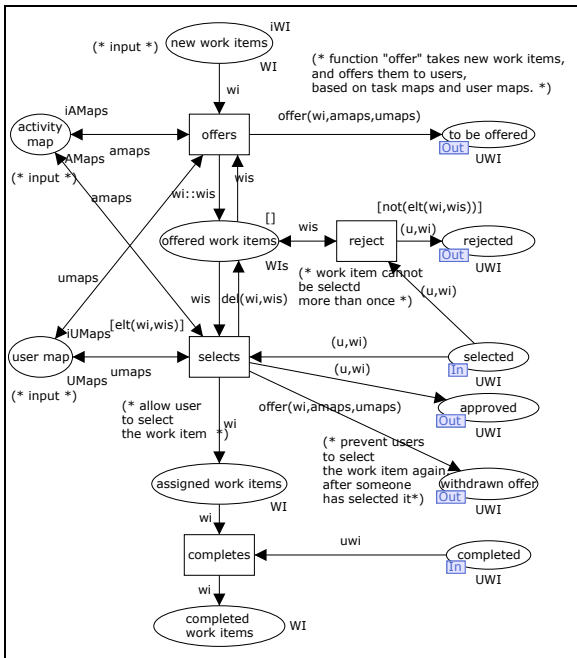 iWI
(* input *)
new work items
WI
(* function "offer" takes new work items,
and offers them to users,
based on task maps and user maps. *)
wi
iAMaps
activity
map
amaps
offers
offer(wi,amaps,umaps)
to be offered
Out
UWI
AMaps
(* input *)
amaps
wi::wis
wis
[]
offered work items
WIs
wis
[not(elt(wi,wis))]
reject
(u,wi)
rejected
Out
UWI
(* work item cannot
be selectd
more than once *)
(u,wi)
umaps
wis
del(wi,wis)
[elt(wi,wis)]
iUMaps
user map
umaps
UMaps
(* input *)
selects
(u,wi)
selected
In
UWI
(u,wi)
approved
Out
UWI
(* allow user
to select
the work item *)
wi
offer(wi,amaps,umaps)
(* prevent users
to select
the work item again,
after someone
has selected it*)
withdrawn offer
Out
UWI
assigned work items
WI
wi
completes
uwi
completed
In
UWI
wi
completed
work items
WI